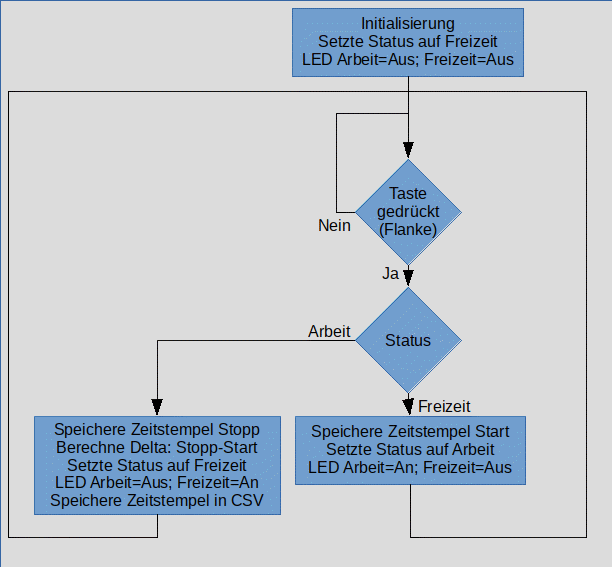 Initialisierung
Setzte Status auf Freizeit
LED Arbeit=Aus; Freizeit=Aus
Taste
gedrückt
(Flanke)
Nein
Ja
Status
Arbeit
Freizeit
Speichere Zeitstempel Stopp
Berechne Delta: Stopp-Start
Setzte Status auf Freizeit
LED Arbeit=Aus; Freizeit=An
Speichere Zeitstempel in CSV
Speichere Zeitstempel Start
Setzte Status auf Arbeit
LED Arbeit=An; Freizeit=Aus